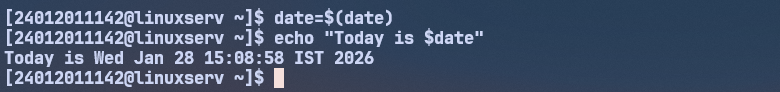 [24012011142@linuxserv ~]$ date=$(date)
[24012011142@linuxserv ~]$ echo "Today is $date"
Today is Wed Jan 28 15:08:58 IST 2026
[24012011142@linuxserv ~]$